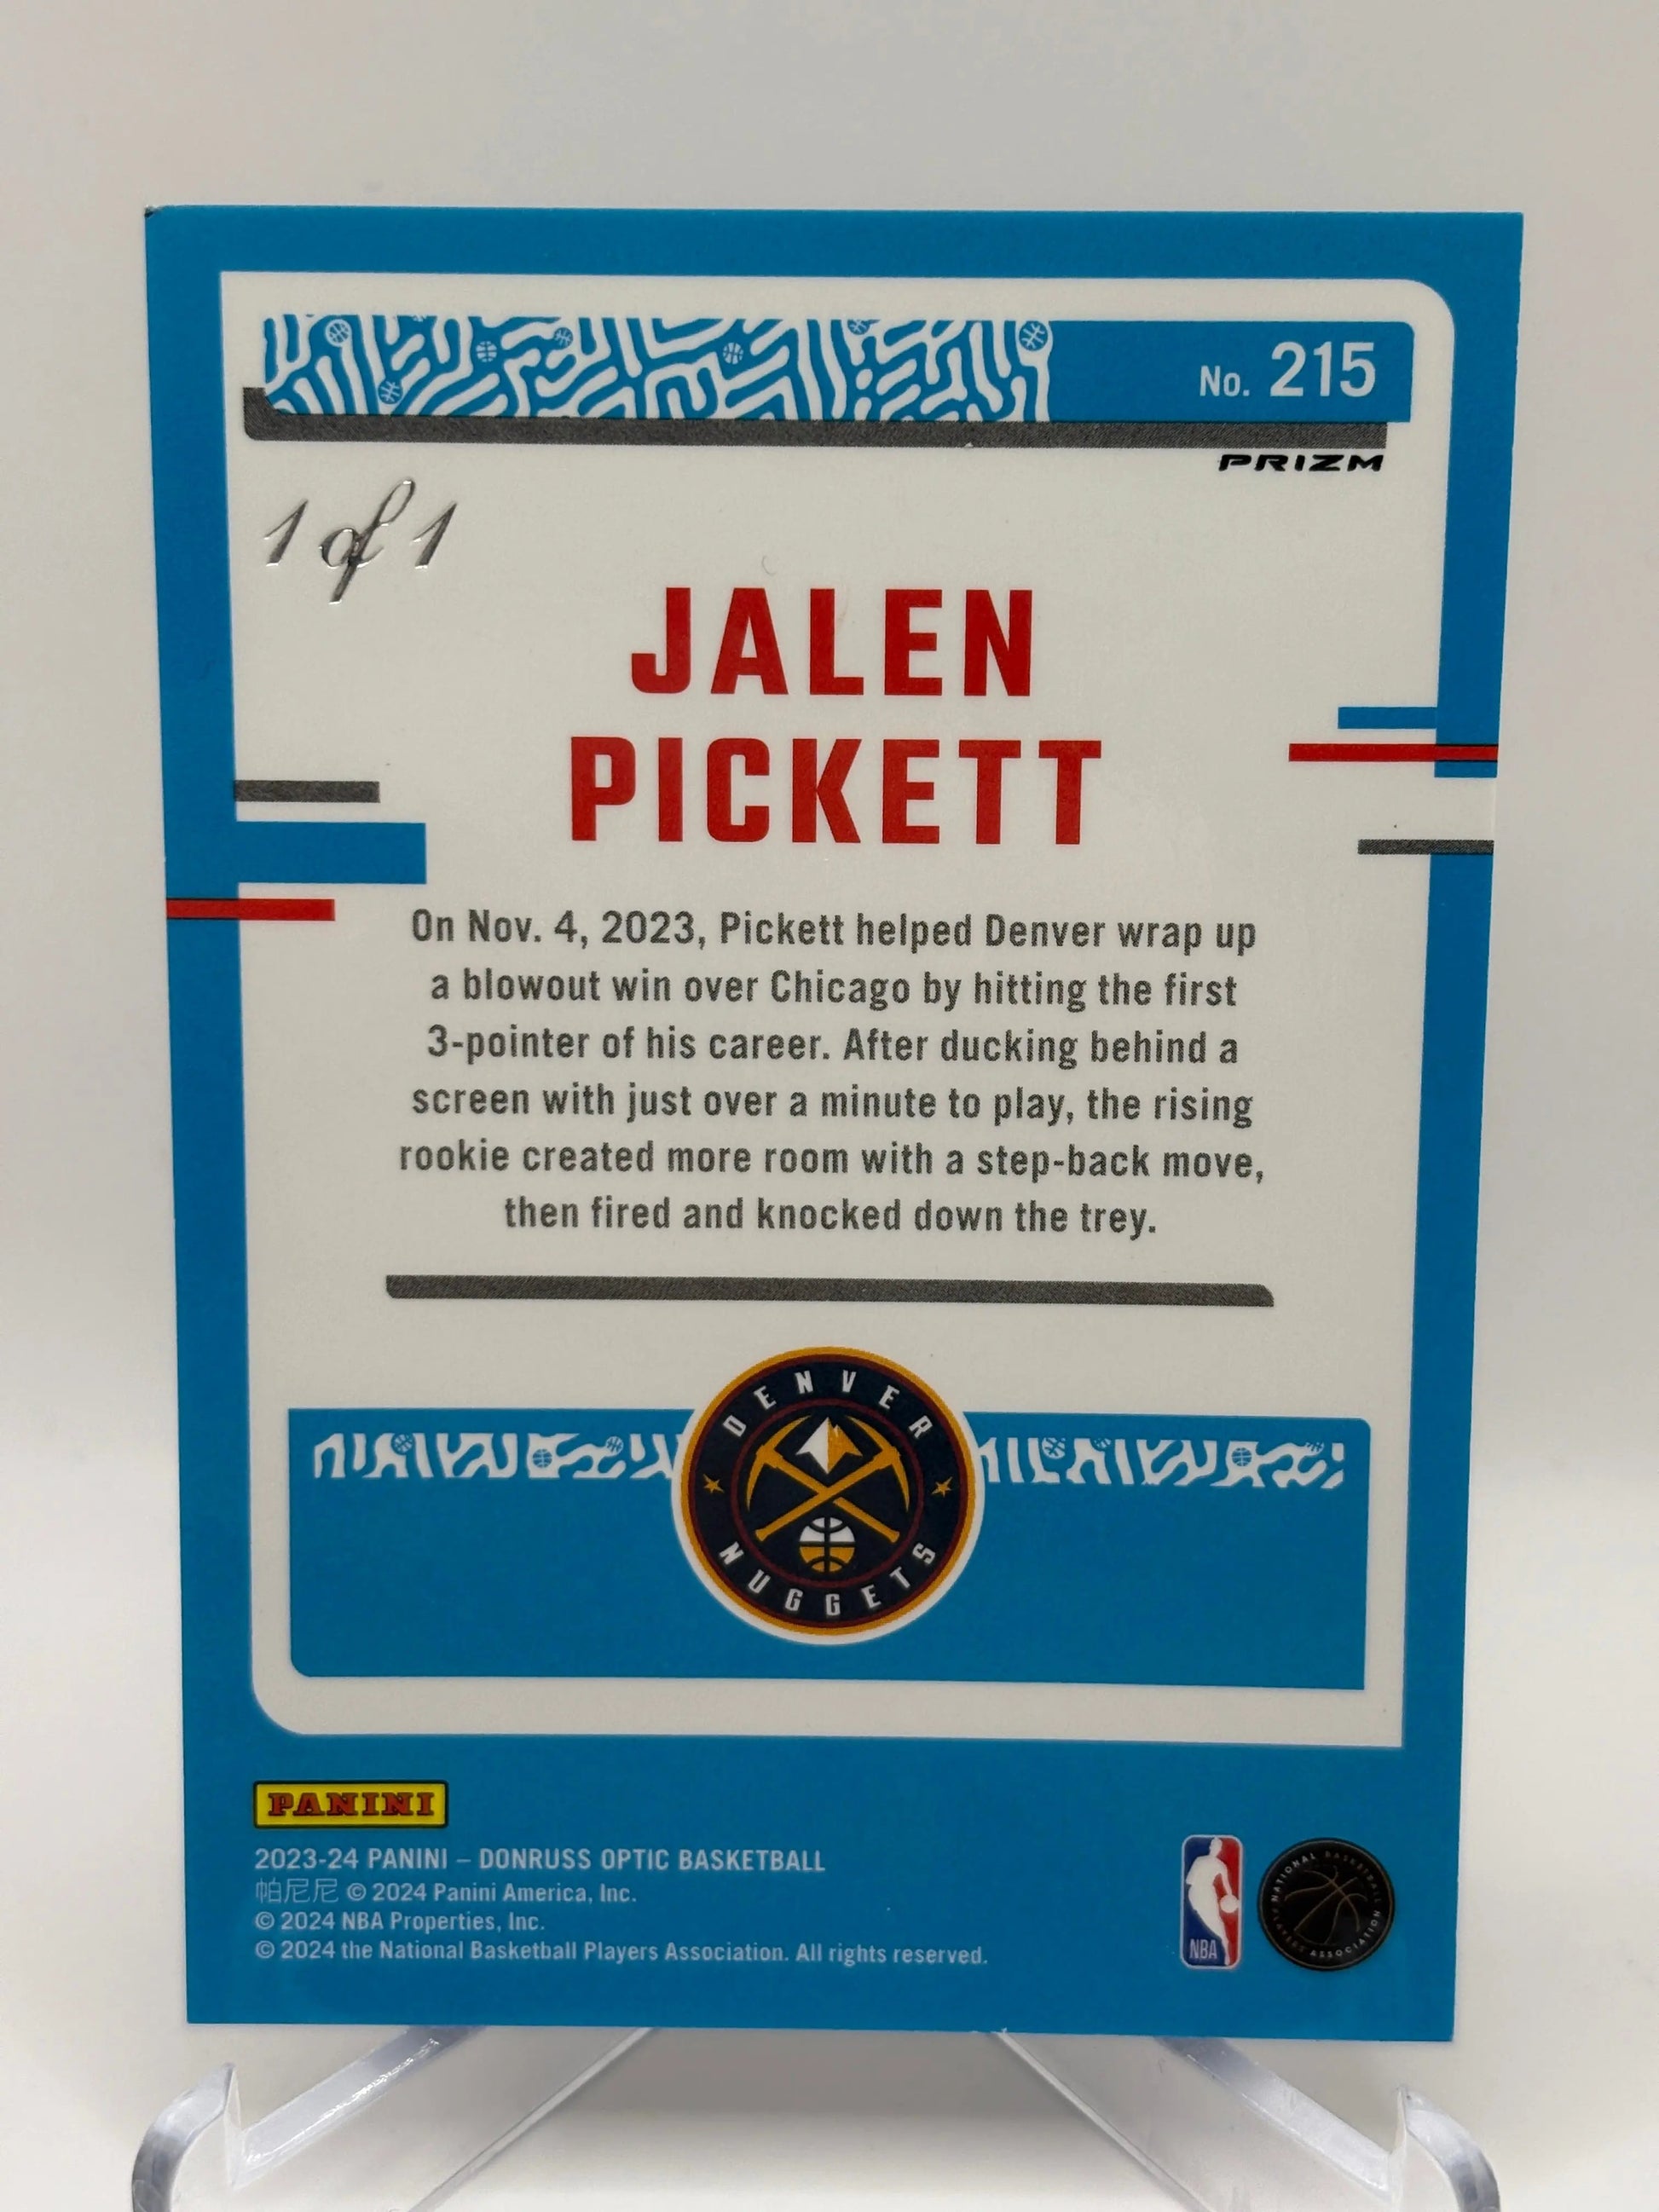 No. 215
PRIZM
1 of 1
JALEN
PICKETT
On Nov. 4, 2023, Pickett helped Denver wrap up
a blowout win over Chicago by hitting the first
3-pointer of his career. After ducking behind a
screen with just over a minute to play, the rising
rookie created more room with a step-back move,
then fired and knocked down the trey.
DENVER
NUGGETS
PANINI
2023-24 PANINI – DONRUSS OPTIC BASKETBALL
帕尼尼 © 2024 Panini America, Inc.
© 2024 NBA Properties, Inc.
© 2024 the National Basketball Players Association. All rights reserved.
NBA
NATIONAL BASKETBALL
PLAYERS ASSOCIATION